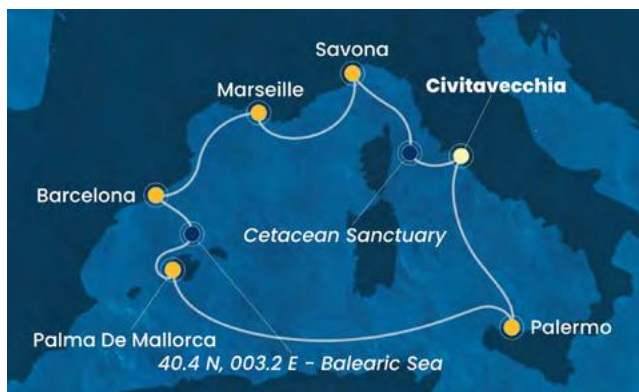 Savona
Marseille
Civitavecchia
Barcelona
Cetacean Sanctuary
Palma De Mallorca
Palermo
40.4 N, 003.2 E - Balearic Sea